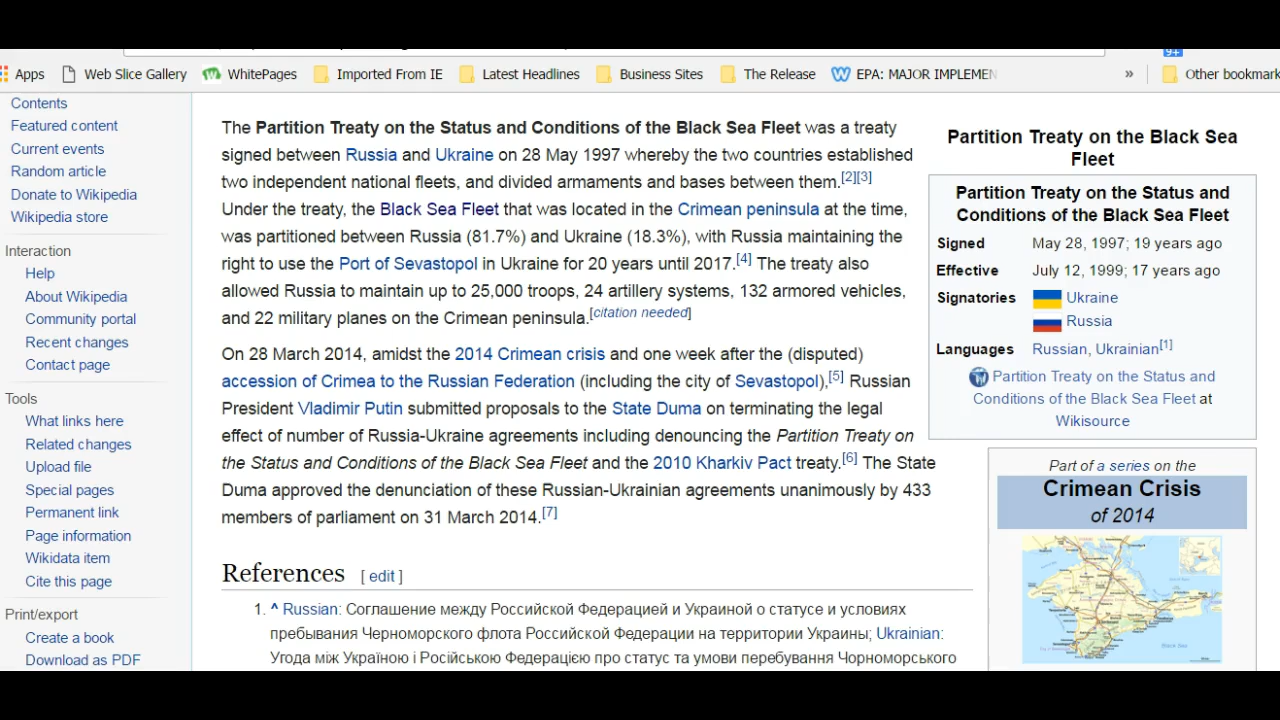 9+
Apps Web Slice Gallery WhitePages Imported From IE Latest Headlines Business Sites The Release EPA: MAJOR IMPLEMEN » Other bookmark
Contents
Featured content
Current events
Random article
Donate to Wikipedia
Wikipedia store
Interaction
Help
About Wikipedia
Community portal
Recent changes
Contact page
Tools
What links here
Related changes
Upload file
Special pages
Permanent link
Page information
Wikidata item
Cite this page
Print/export
Create a book
Download as PDF
The Partition Treaty on the Status and Conditions of the Black Sea Fleet was a treaty
signed between Russia and Ukraine on 28 May 1997 whereby the two countries established
two independent national fleets, and divided armaments and bases between them.[2][3]
Under the treaty, the Black Sea Fleet that was located in the Crimean peninsula at the time,
was partitioned between Russia (81.7%) and Ukraine (18.3%), with Russia maintaining the
right to use the Port of Sevastopol in Ukraine for 20 years until 2017.[4] The treaty also
allowed Russia to maintain up to 25,000 troops, 24 artillery systems, 132 armored vehicles,
and 22 military planes on the Crimean peninsula.[citation needed]
On 28 March 2014, amidst the 2014 Crimean crisis and one week after the (disputed)
accession of Crimea to the Russian Federation (including the city of Sevastopol),[5] Russian
President Vladimir Putin submitted proposals to the State Duma on terminating the legal
effect of number of Russia-Ukraine agreements including denouncing the Partition Treaty on
the Status and Conditions of the Black Sea Fleet and the 2010 Kharkiv Pact treaty.[6] The State
Duma approved the denunciation of these Russian-Ukrainian agreements unanimously by 433
members of parliament on 31 March 2014.[7]
References [ edit ]
1. ^ Russian: Соглашение между Российской Федерацией и Украиной о статусе и условиях
пребывания Черноморского флота Российской Федерации на территории Украины; Ukrainian:
Угода між Україною і Російською Федерацією про статус та умови перебування Чорноморського
Partition Treaty on the Black Sea
Fleet
Partition Treaty on the Status and
Conditions of the Black Sea Fleet
Signed May 28, 1997; 19 years ago
Effective July 12, 1999; 17 years ago
Signatories Ukraine
Russia
Languages Russian, Ukrainian[1]
Partition Treaty on the Status and
Conditions of the Black Sea Fleet at
Wikisource
Part of a series on the
Crimean Crisis
of 2014